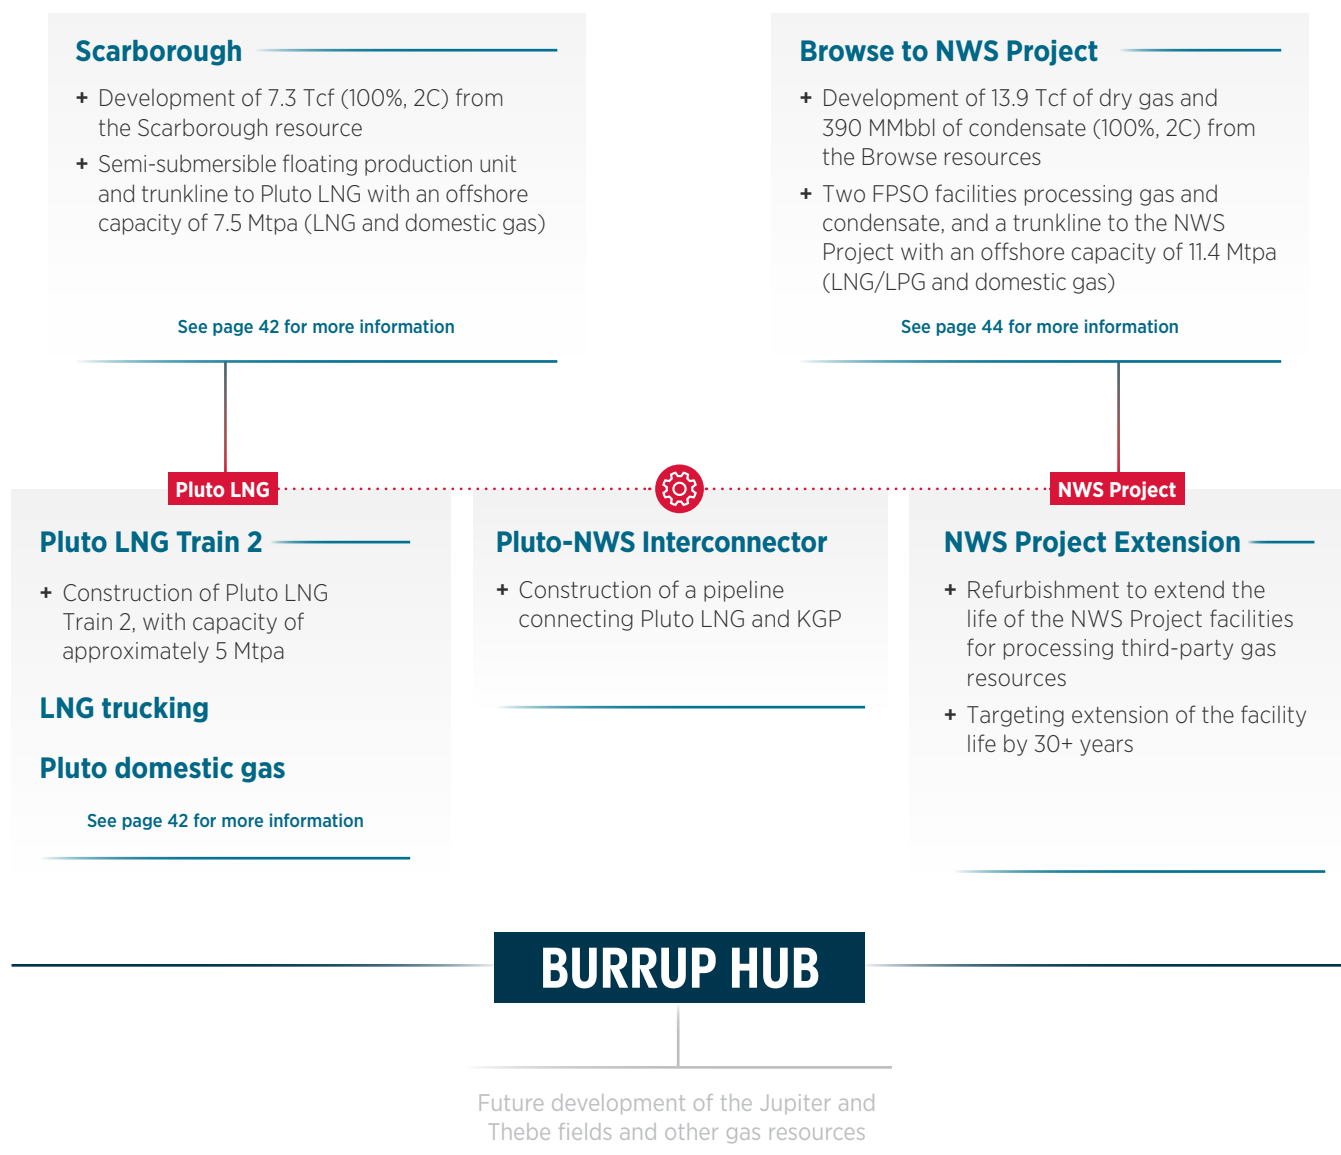 Scarborough
+ Development of 7.3 Tcf (100%, 2C) from
the Scarborough resource
+ Semi-submersible floating production unit
and trunkline to Pluto LNG with an offshore
capacity of 7.5 Mtpa (LNG and domestic gas)
See page 42 for more information
Browse to NWS Project
+ Development of 13.9 Tcf of dry gas and
390 MMbbl of condensate (100%, 2C) from
the Browse resources
+ Two FPSO facilities processing gas and
condensate, and a trunkline to the NWS
Project with an offshore capacity of 11.4 Mtpa
(LNG/LPG and domestic gas)
See page 44 for more information
Pluto LNG
NWS Project
Pluto LNG Train 2
+ Construction of Pluto LNG
Train 2, with capacity of
approximately 5 Mtpa
LNG trucking
Pluto domestic gas
See page 42 for more information
Pluto-NWS Interconnector
+ Construction of a pipeline
connecting Pluto LNG and KGP
NWS Project Extension
+ Refurbishment to extend the
life of the NWS Project facilities
for processing third-party gas
resources
+ Targeting extension of the facility
life by 30+ years
BURRUP HUB
Future development of the Jupiter and
Thebe fields and other gas resources